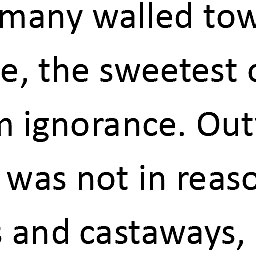 many walled tow
e, the sweetest
ignorance. Out
was not in reaso
s and castaways,